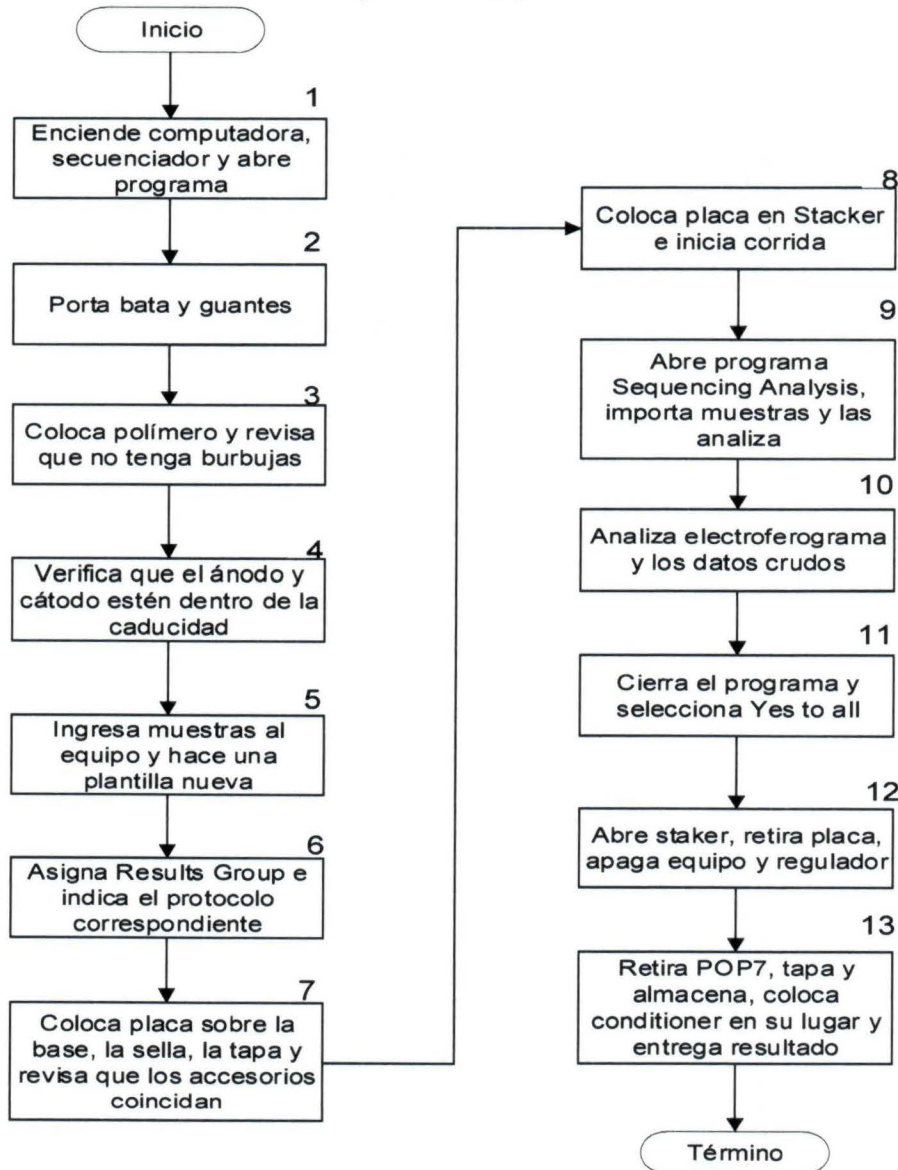 Inicio
1
Enciende computadora,
secuenciador y abre
programa
2
Porta bata y guantes
3
Coloca polímero y revisa
que no tenga burbujas
4
Verifica que el ánodo y
cátodo estén dentro de la
caducidad
5
Ingresa muestras al
equipo y hace una
plantilla nueva
6
Asigna Results Group e
indica el protocolo
correspondiente
7
Coloca placa sobre la
base, la sella, la tapa y
revisa que los accesorios
coincidan
8
Coloca placa en Stacker
e inicia corrida
9
Abre programa
Sequencing Analysis,
importa muestras y las
analiza
10
Analiza electroferograma
y los datos crudos
11
Cierra el programa y
selecciona Yes to all
12
Abre staker, retira placa,
apaga equipo y regulador
13
Retira POP7, tapa y
almacena, coloca
conditioner en su lugar y
entrega resultado
Término